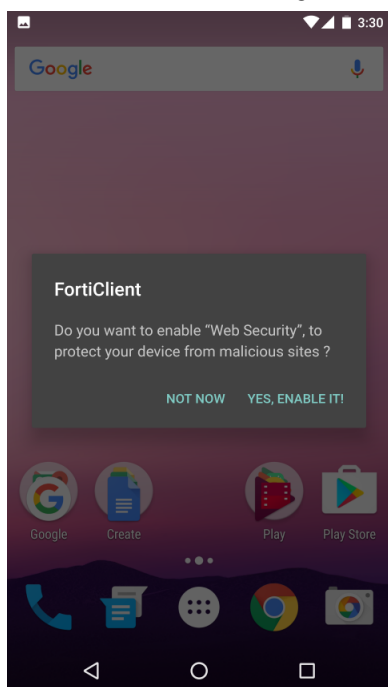 3:30
Google
FortiClient
Do you want to enable “Web Security”, to
protect your device from malicious sites ?
NOT NOW YES, ENABLE IT!
Google Create Play Play Store